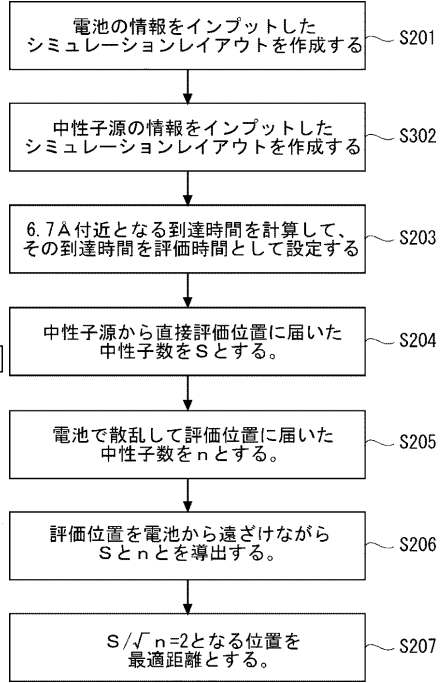 電池の情報をインプットした
シミュレーションレイアウトを作成する
S201
中性子源の情報をインプットした
シミュレーションレイアウトを作成する
S302
6.7Å付近となる到達時間を計算して、
その到達時間を評価時間として設定する
S203
中性子源から直接評価位置に届いた
中性子数をSとする。
S204
電池で散乱して評価位置に届いた
中性子数をnとする。
S205
評価位置を電池から遠ざけながら
Sとnとを導出する。
S206
S/√n=2となる位置を
最適距離とする。
S207